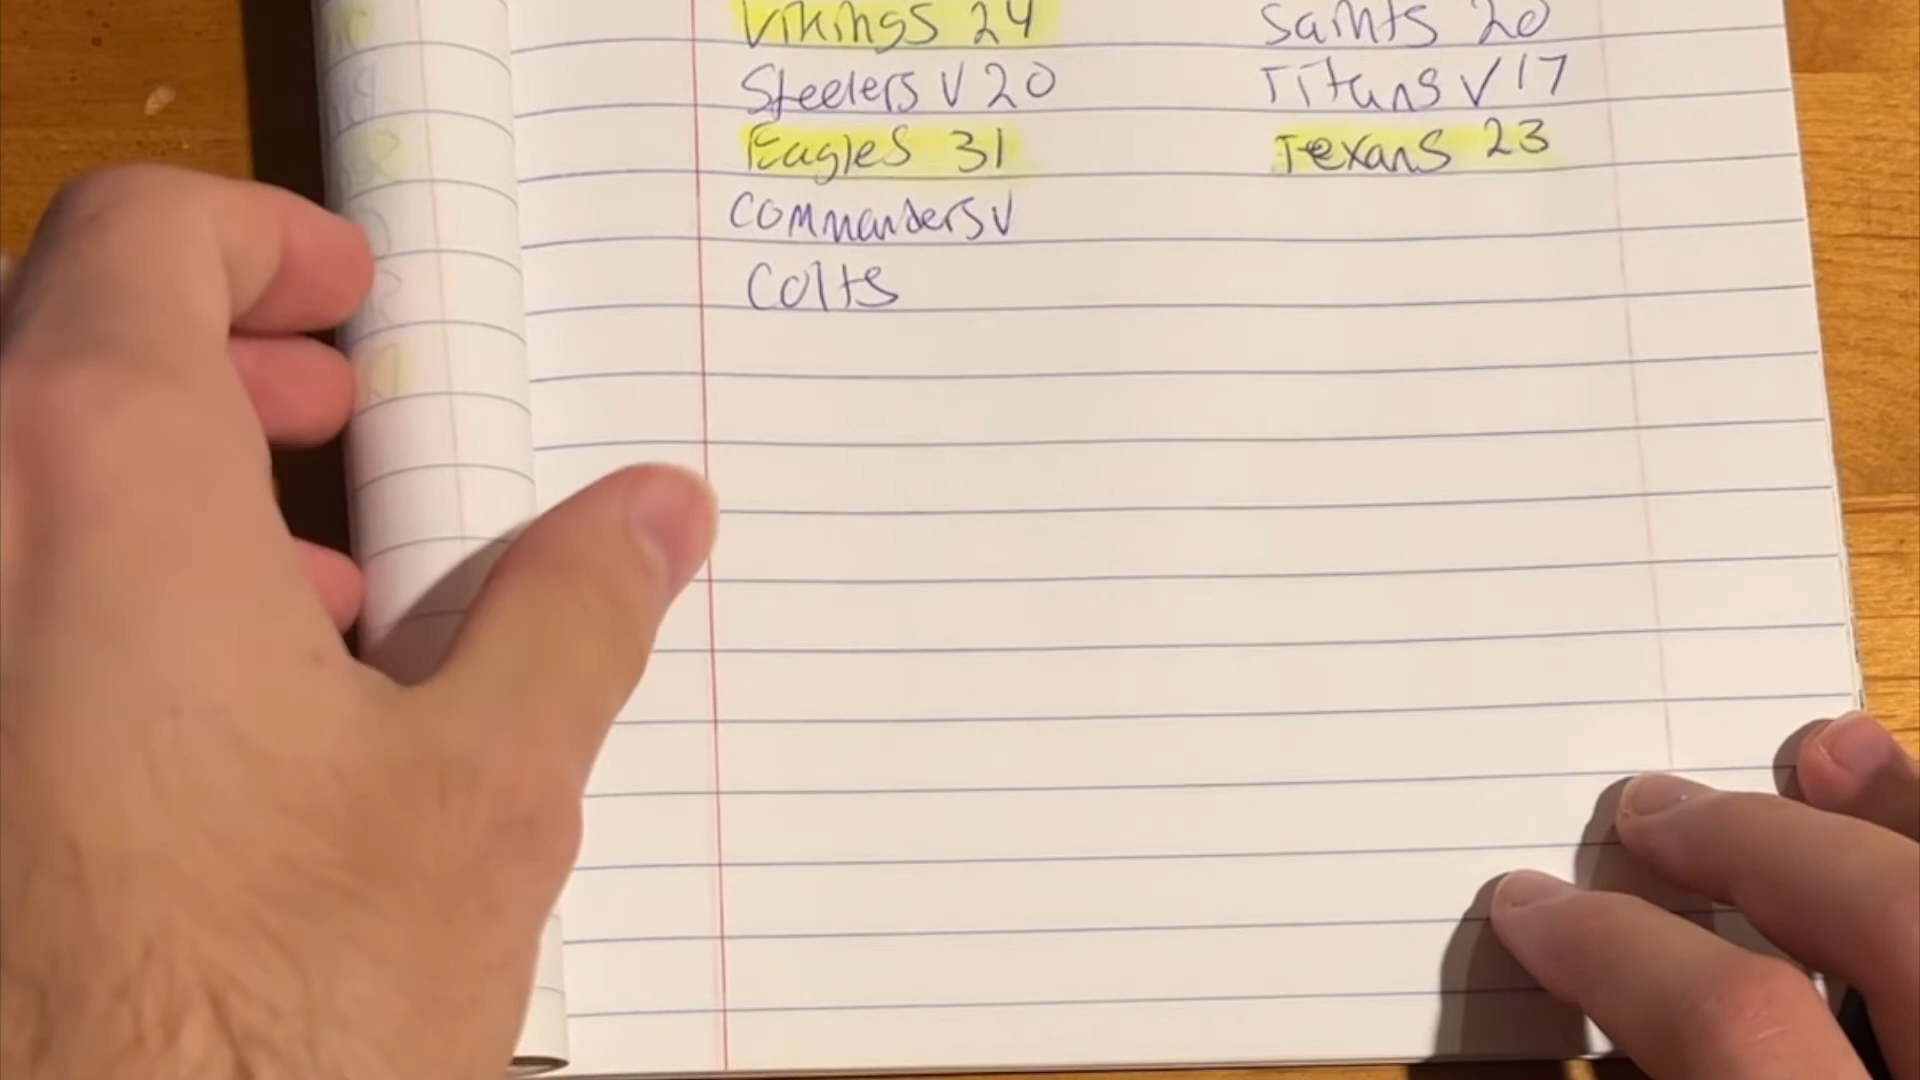 Vikings 24
Steelers V 20
Eagles 31
Commanders V
Colts
Saints 20
Titans V 17
Texans 23